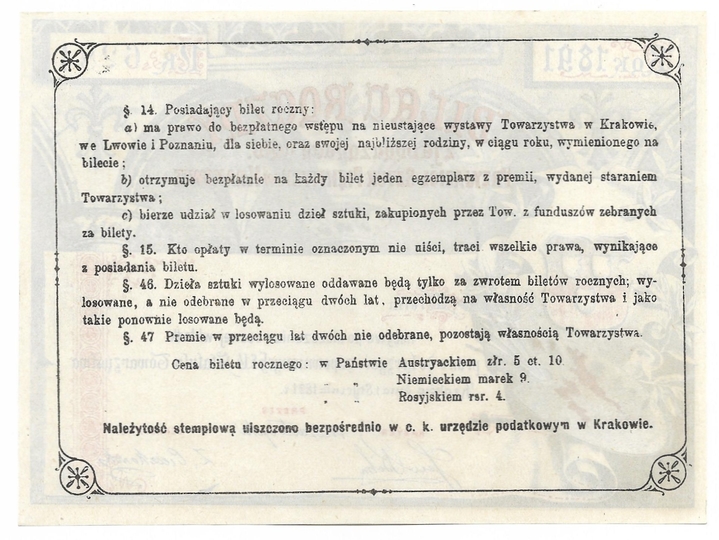 §. 14. Posiadający bilet roczny:
a) ma prawo do bezpłatnego wstępu na nieustające wystawy Towarzystwa w Krakowie,
we Lwowie i Poznaniu, dla siebie, oraz swojej najbliższej rodziny, w ciągu roku, wymienionego na
bilecie;
b) otrzymuje bezpłatnie na każdy bilet jeden egzemplarz z premii, wydanej staraniem
Towarzystwa;
c) bierze udział w losowaniu dzieł sztuki, zakupionych przez Tow. z funduszów zebranych
za bilety.
§. 15. Kto opłaty w terminie oznaczonym nie uiści, traci wszelkie prawa, wynikające
z posiadania biletu.
§. 46. Dzieła sztuki wylosowane oddawane będą tylko za zwrotem biletów rocznych; wy-
losowane, a nie odebrane w przeciągu dwóch lat, przechodzą na własność Towarzystwa i jako
takie ponownie losowane będą.
§. 47 Premie w przeciągu lat dwóch nie odebrane, pozostają własnością Towarzystwa.
Cena biletu rocznego: w Państwie Austryackiem złr. 5 ct. 10.
" " Niemieckiem marek 9.
" " Rosyjskiem rsr. 4.
Należytość stemplową uiszczono bezpośrednio w c. k. urzędzie podatkowym w Krakowie.